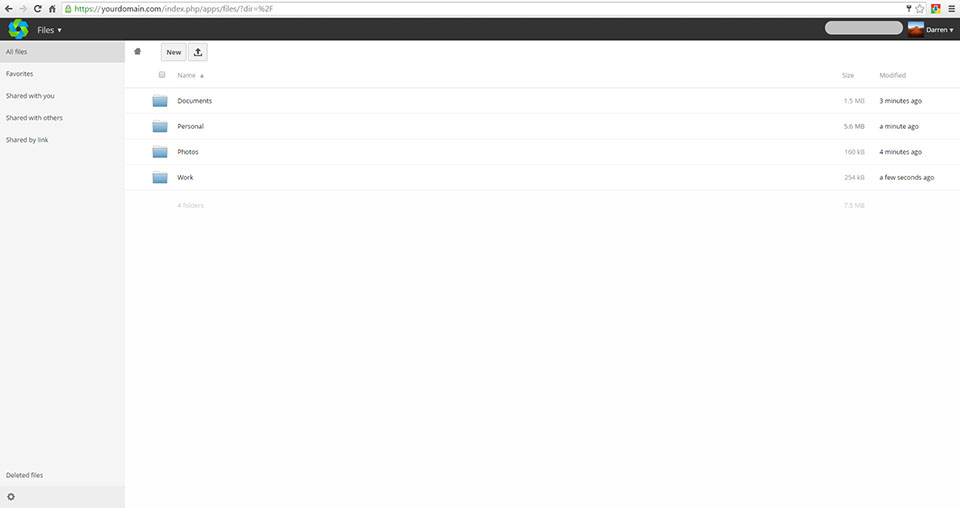 https://yourdomain.com/index.php/apps/files/?dir=%2F
Files
Darren
All files
Favorites
Shared with you
Shared with others
Shared by link
Deleted files
New
Name Size Modified
Documents 1.5 MB 3 minutes ago
Personal 5.6 MB a minute ago
Photos 160 kB 4 minutes ago
Work 254 kB a few seconds ago
4 folders 7.5 MB